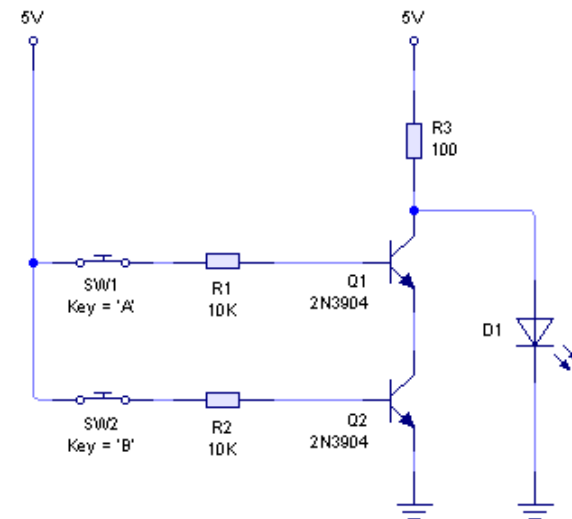 5V
5V
R3
100
SW1
Key = 'A'
R1
10K
Q1
2N3904
D1
SW2
Key = 'B'
R2
10K
Q2
2N3904